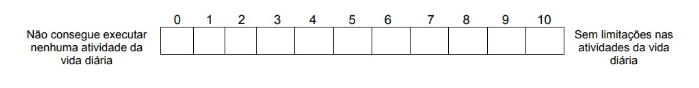 0 1 2 3 4 5 6 7 8 9 10
Não consegue executar
nenhuma atividade da
vida diária
Sem limitações nas
atividades da vida
diária